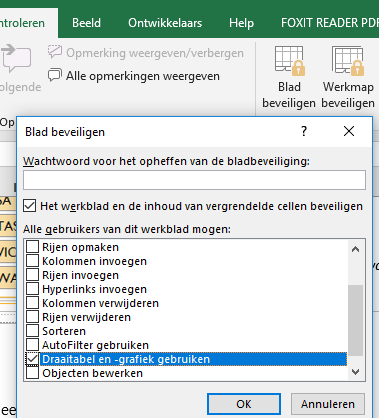 ntroleren Beeld Ontwikkelaars Help FOXIT READER PDF
Opmerking weergeven/verbergen
olgende Alle opmerkingen weergeven
Blad beveiligen
Werkmap beveiligen
Op
Blad beveiligen ? ×
Wachtwoord voor het opheffen van de bladbeveiliging:
Het werkblad en de inhoud van vergrendelde cellen beveiligen
Alle gebruikers van dit werkblad mogen:
Rijen opmaken
Kolommen invoegen
Rijen invoegen
Hyperlinks invoegen
Kolommen verwijderen
Rijen verwijderen
Sorteren
AutoFilter gebruiken
Draaitabel en -grafiek gebruiken
Objecten bewerken
OK Annuleren